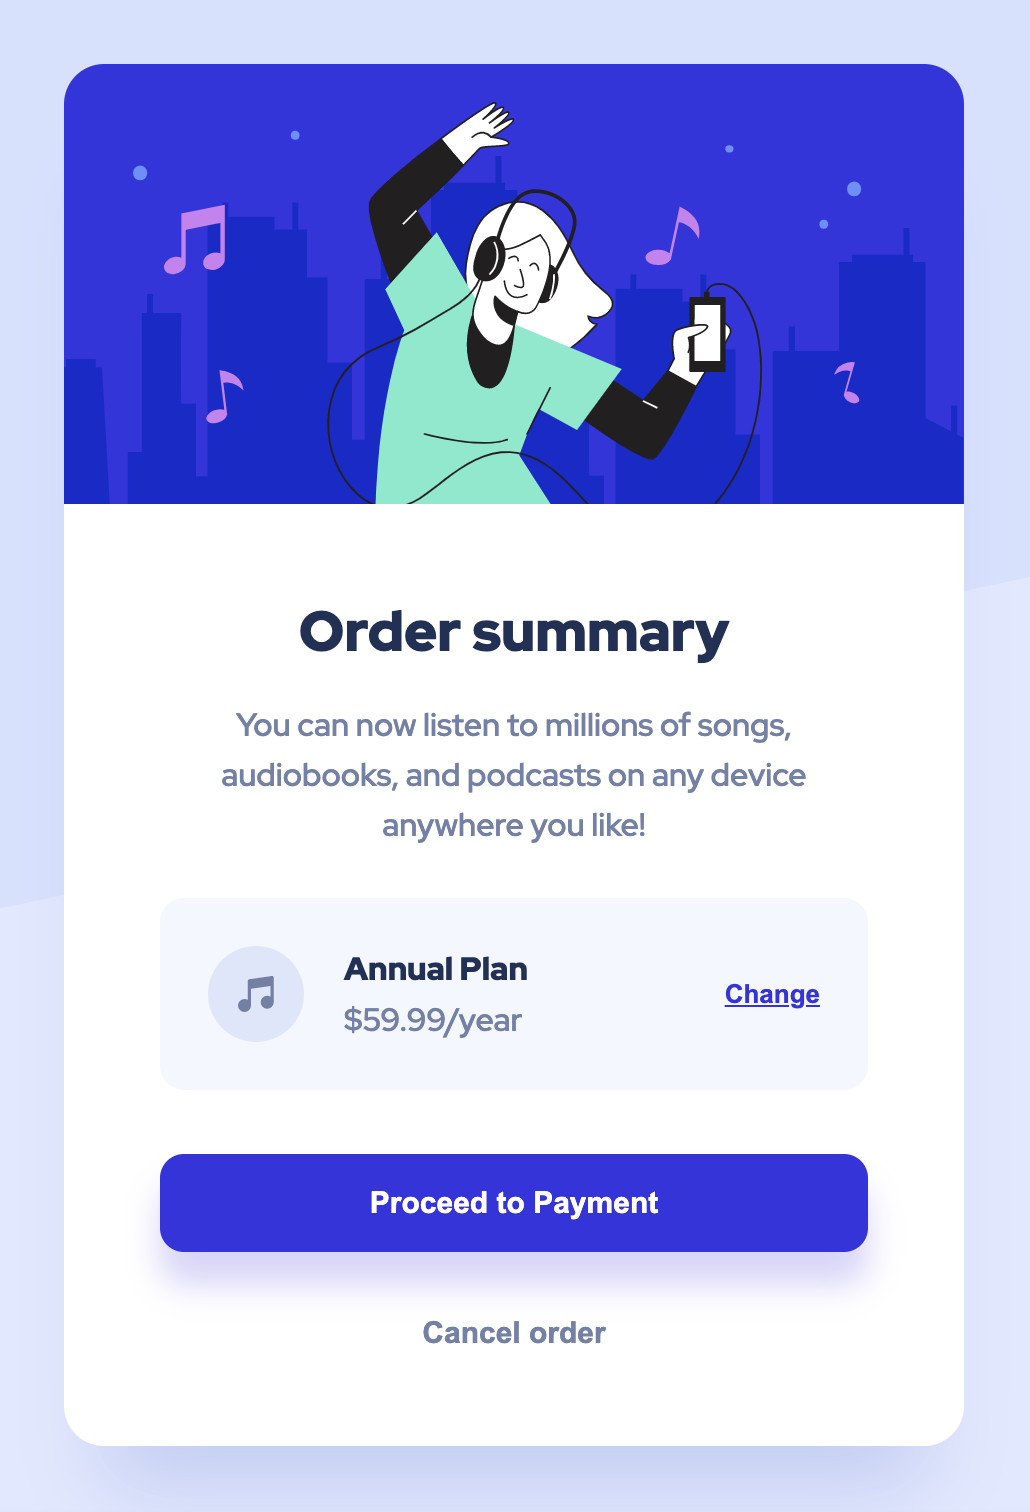 Order summary
You can now listen to millions of songs,
audiobooks, and podcasts on any device
anywhere you like!
Annual Plan
$59.99/year
Change
Proceed to Payment
Cancel order